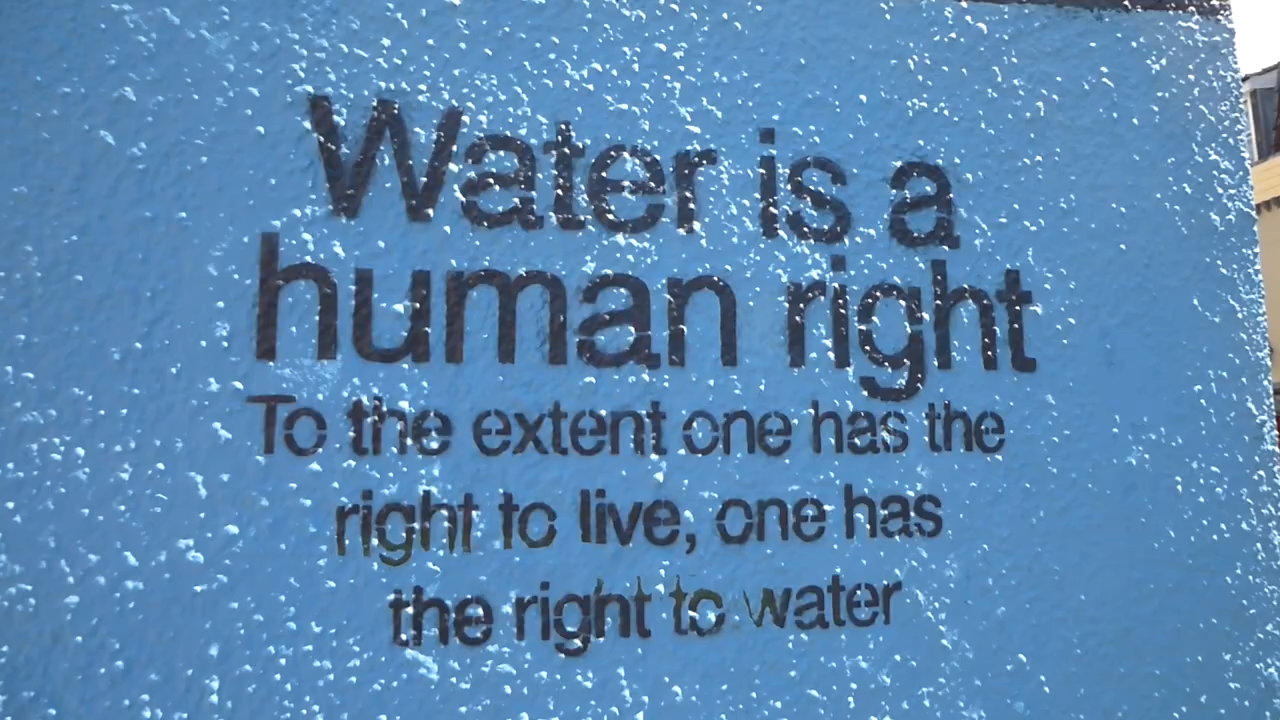 Water is a
human right
To the extent one has the
right to live, one has
the right to water